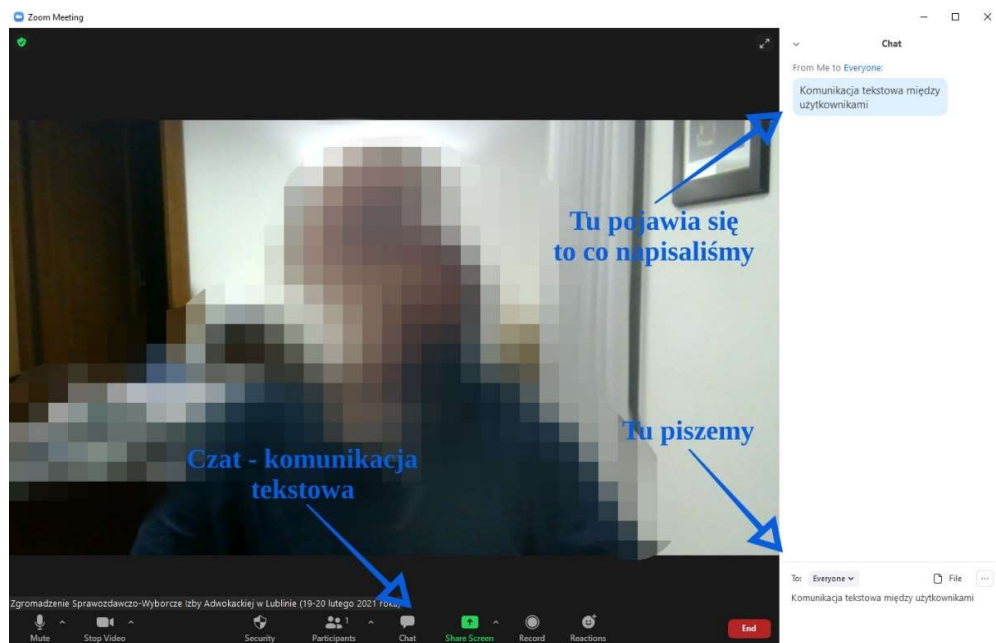 Zoom Meeting
Chat
From Me to Everyone:
Komunikacja tekstowa między
użytkownikami
Tu pojawia się
to co napisaliśmy
Tu piszemy
Czat - komunikacja
tekstowa
To: Everyone
File
Komunikacja tekstowa między użytkownikami
Zgromadzenie Sprawozdawczo-Wyborcze Izby Adwokackiej w Lublinie (19-20 lutego 2021 roku)
1
Mute Stop Video Security Participants Chat Share Screen Record Reactions End